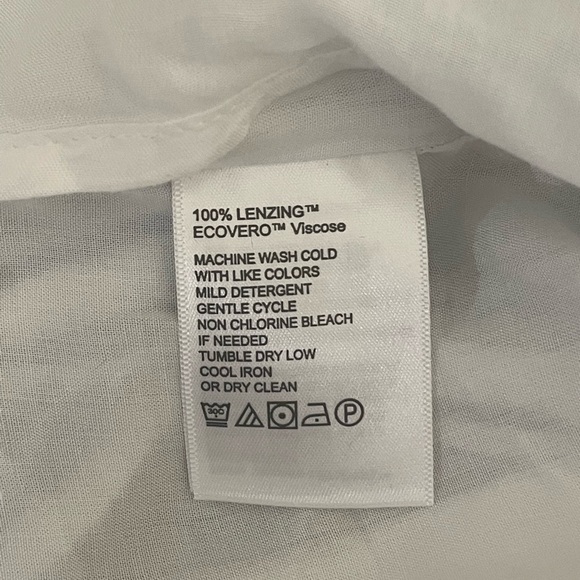 100% LENZING™
ECOVERO™ Viscose
MACHINE WASH COLD
WITH LIKE COLORS
MILD DETERGENT
GENTLE CYCLE
NON CHLORINE BLEACH
IF NEEDED
TUMBLE DRY LOW
COOL IRON
OR DRY CLEAN
30C P